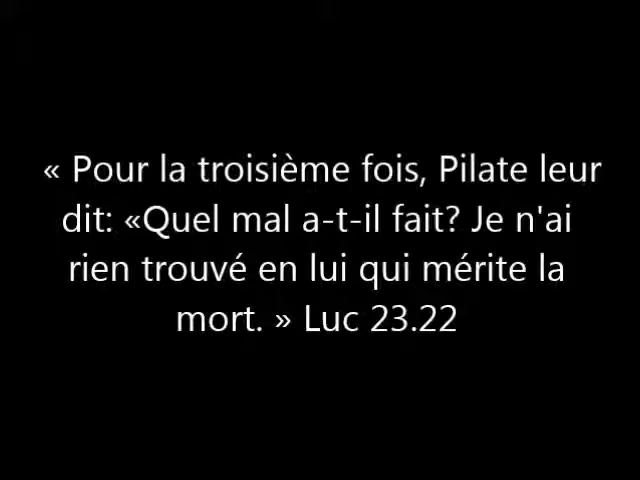 « Pour la troisième fois, Pilate leur
dit: «Quel mal a-t-il fait? Je n'ai
rien trouvé en lui qui mérite la
mort. » Luc 23.22